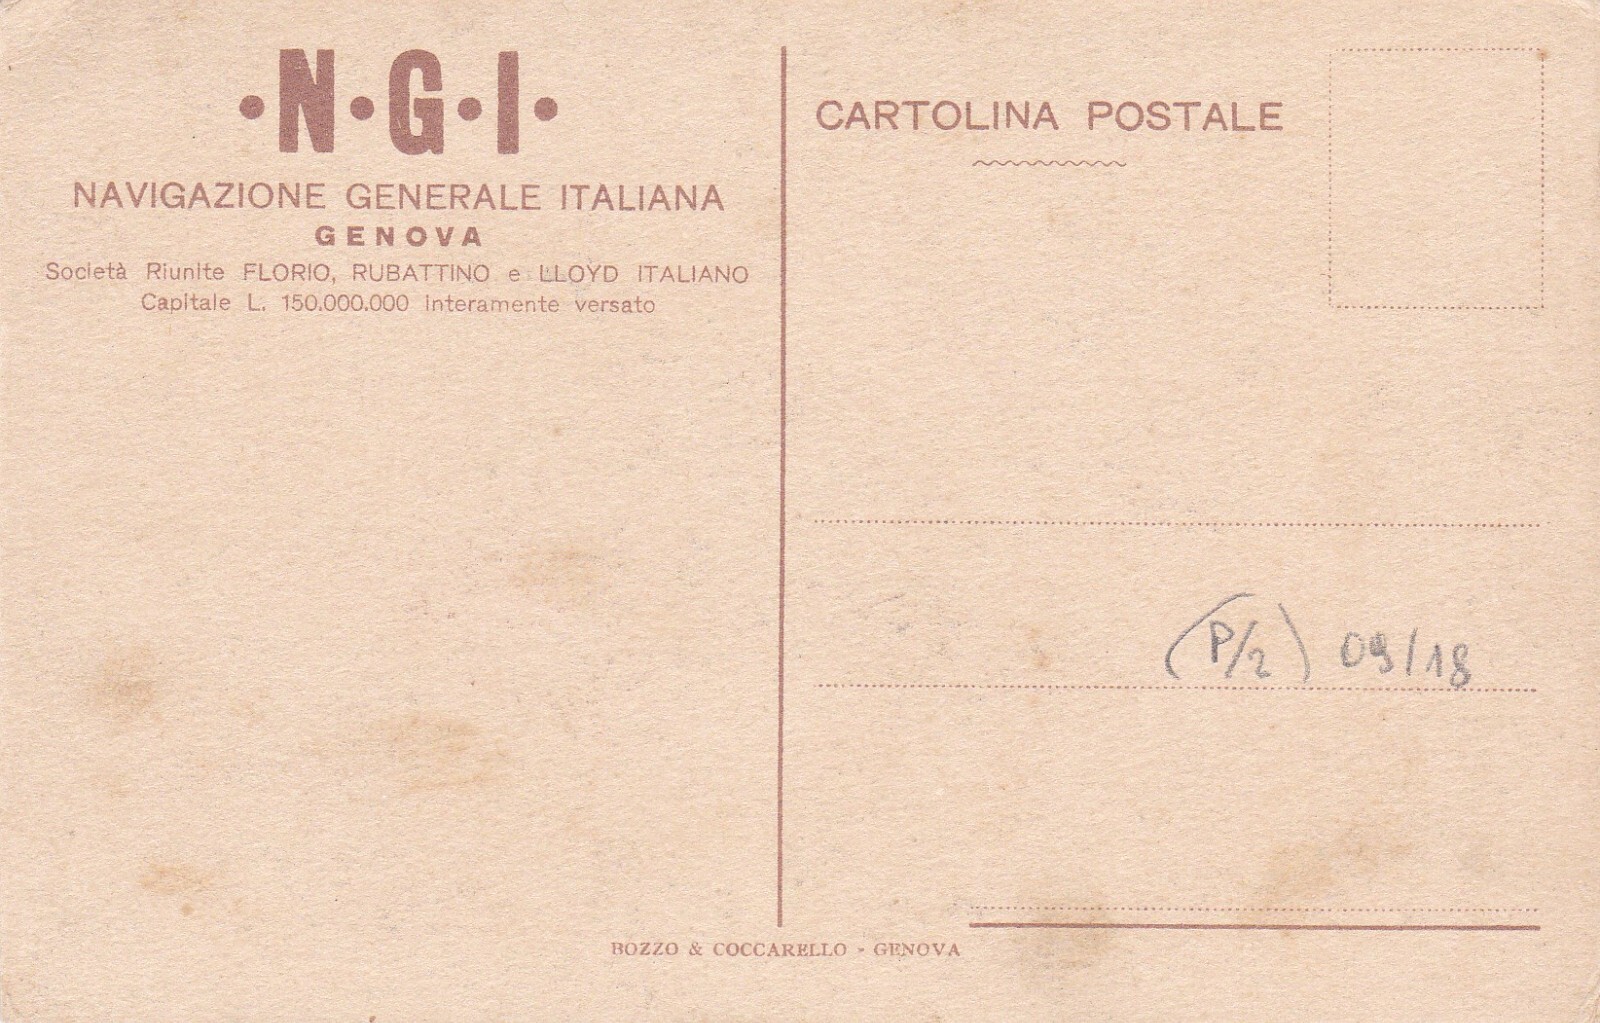 ·N·G·I·
NAVIGAZIONE GENERALE ITALIANA
GENOVA
Società Riunite FLORIO, RUBATTINO e LLOYD ITALIANO
Capitale L. 150.000.000 interamente versato
CARTOLINA POSTALE
(P/2) 09/18
BOZZO & COCCARELLO - GENOVA